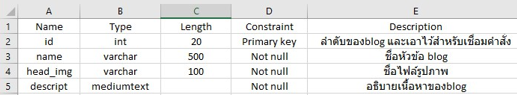 A B C D E
1 Name Type Length Constraint Description
2 id int 20 Primary key ลำดับของblog และเอาไว้สำหรับเชื่อมคำสั่ง
3 name varchar 500 Not null ชื่อหัวข้อ blog
4 head_img varchar 100 Not null ชื่อไฟล์รูปภาพ
5 descript mediumtext Not null อธิบายเนื้อหาของblog